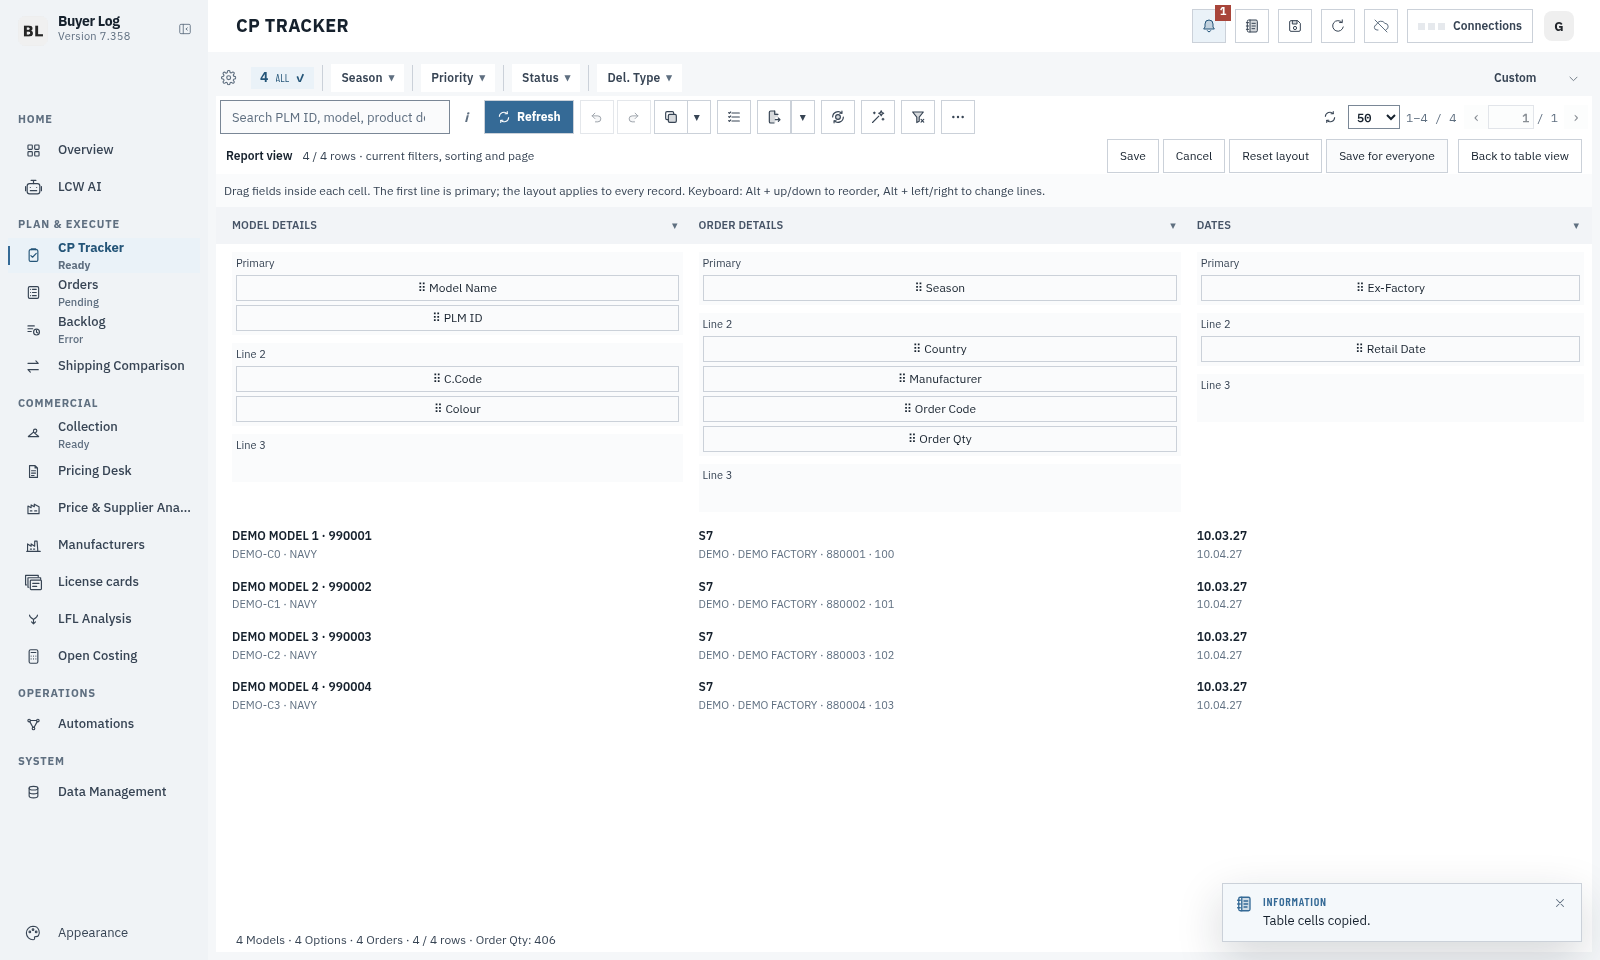 BL
Buyer Log
Version 7.358
HOME
Overview
LCW AI
PLAN & EXECUTE
CP Tracker
Ready
Orders
Pending
Backlog
Error
Shipping Comparison
COMMERCIAL
Collection
Ready
Pricing Desk
Price & Supplier Ana...
Manufacturers
License cards
LFL Analysis
Open Costing
OPERATIONS
Automations
SYSTEM
Data Management
Appearance
CP TRACKER
1
Connections
G
4 ALL
Season
Priority
Status
Del. Type
Custom
Search PLM ID, model, product de
i
Refresh
50
1–4 / 4
1 / 1
Report view 4 / 4 rows · current filters, sorting and page
Save
Cancel
Reset layout
Save for everyone
Back to table view
Drag fields inside each cell. The first line is primary; the layout applies to every record. Keyboard: Alt + up/down to reorder, Alt + left/right to change lines.
MODEL DETAILS
ORDER DETAILS
DATES
Primary
Model Name
PLM ID
Line 2
C.Code
Colour
Line 3
Primary
Season
Line 2
Country
Manufacturer
Order Code
Order Qty
Line 3
Primary
Ex-Factory
Line 2
Retail Date
Line 3
DEMO MODEL 1 · 990001
DEMO-C0 · NAVY
S7
DEMO · DEMO FACTORY · 880001 · 100
10.03.27
10.04.27
DEMO MODEL 2 · 990002
DEMO-C1 · NAVY
S7
DEMO · DEMO FACTORY · 880002 · 101
10.03.27
10.04.27
DEMO MODEL 3 · 990003
DEMO-C2 · NAVY
S7
DEMO · DEMO FACTORY · 880003 · 102
10.03.27
10.04.27
DEMO MODEL 4 · 990004
DEMO-C3 · NAVY
S7
DEMO · DEMO FACTORY · 880004 · 103
10.03.27
10.04.27
4 Models · 4 Options · 4 Orders · 4 / 4 rows · Order Qty: 406
INFORMATION
Table cells copied.